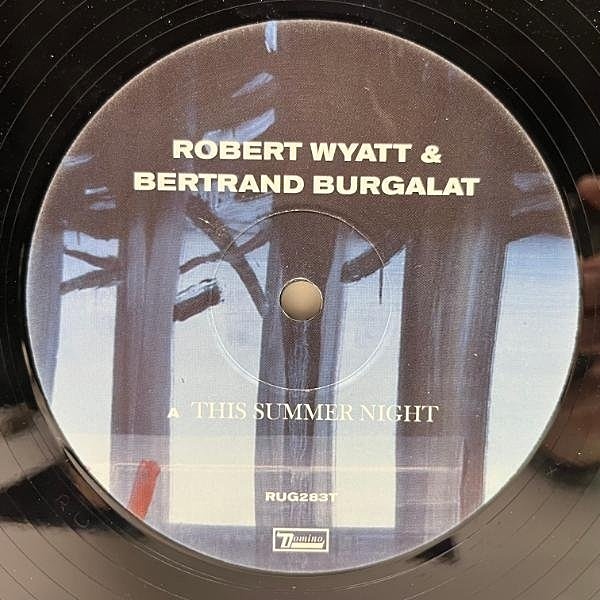 ROBERT WYATT &
BERTRAND BURGALAT
A THIS SUMMER NIGHT
RUG283T
Domino